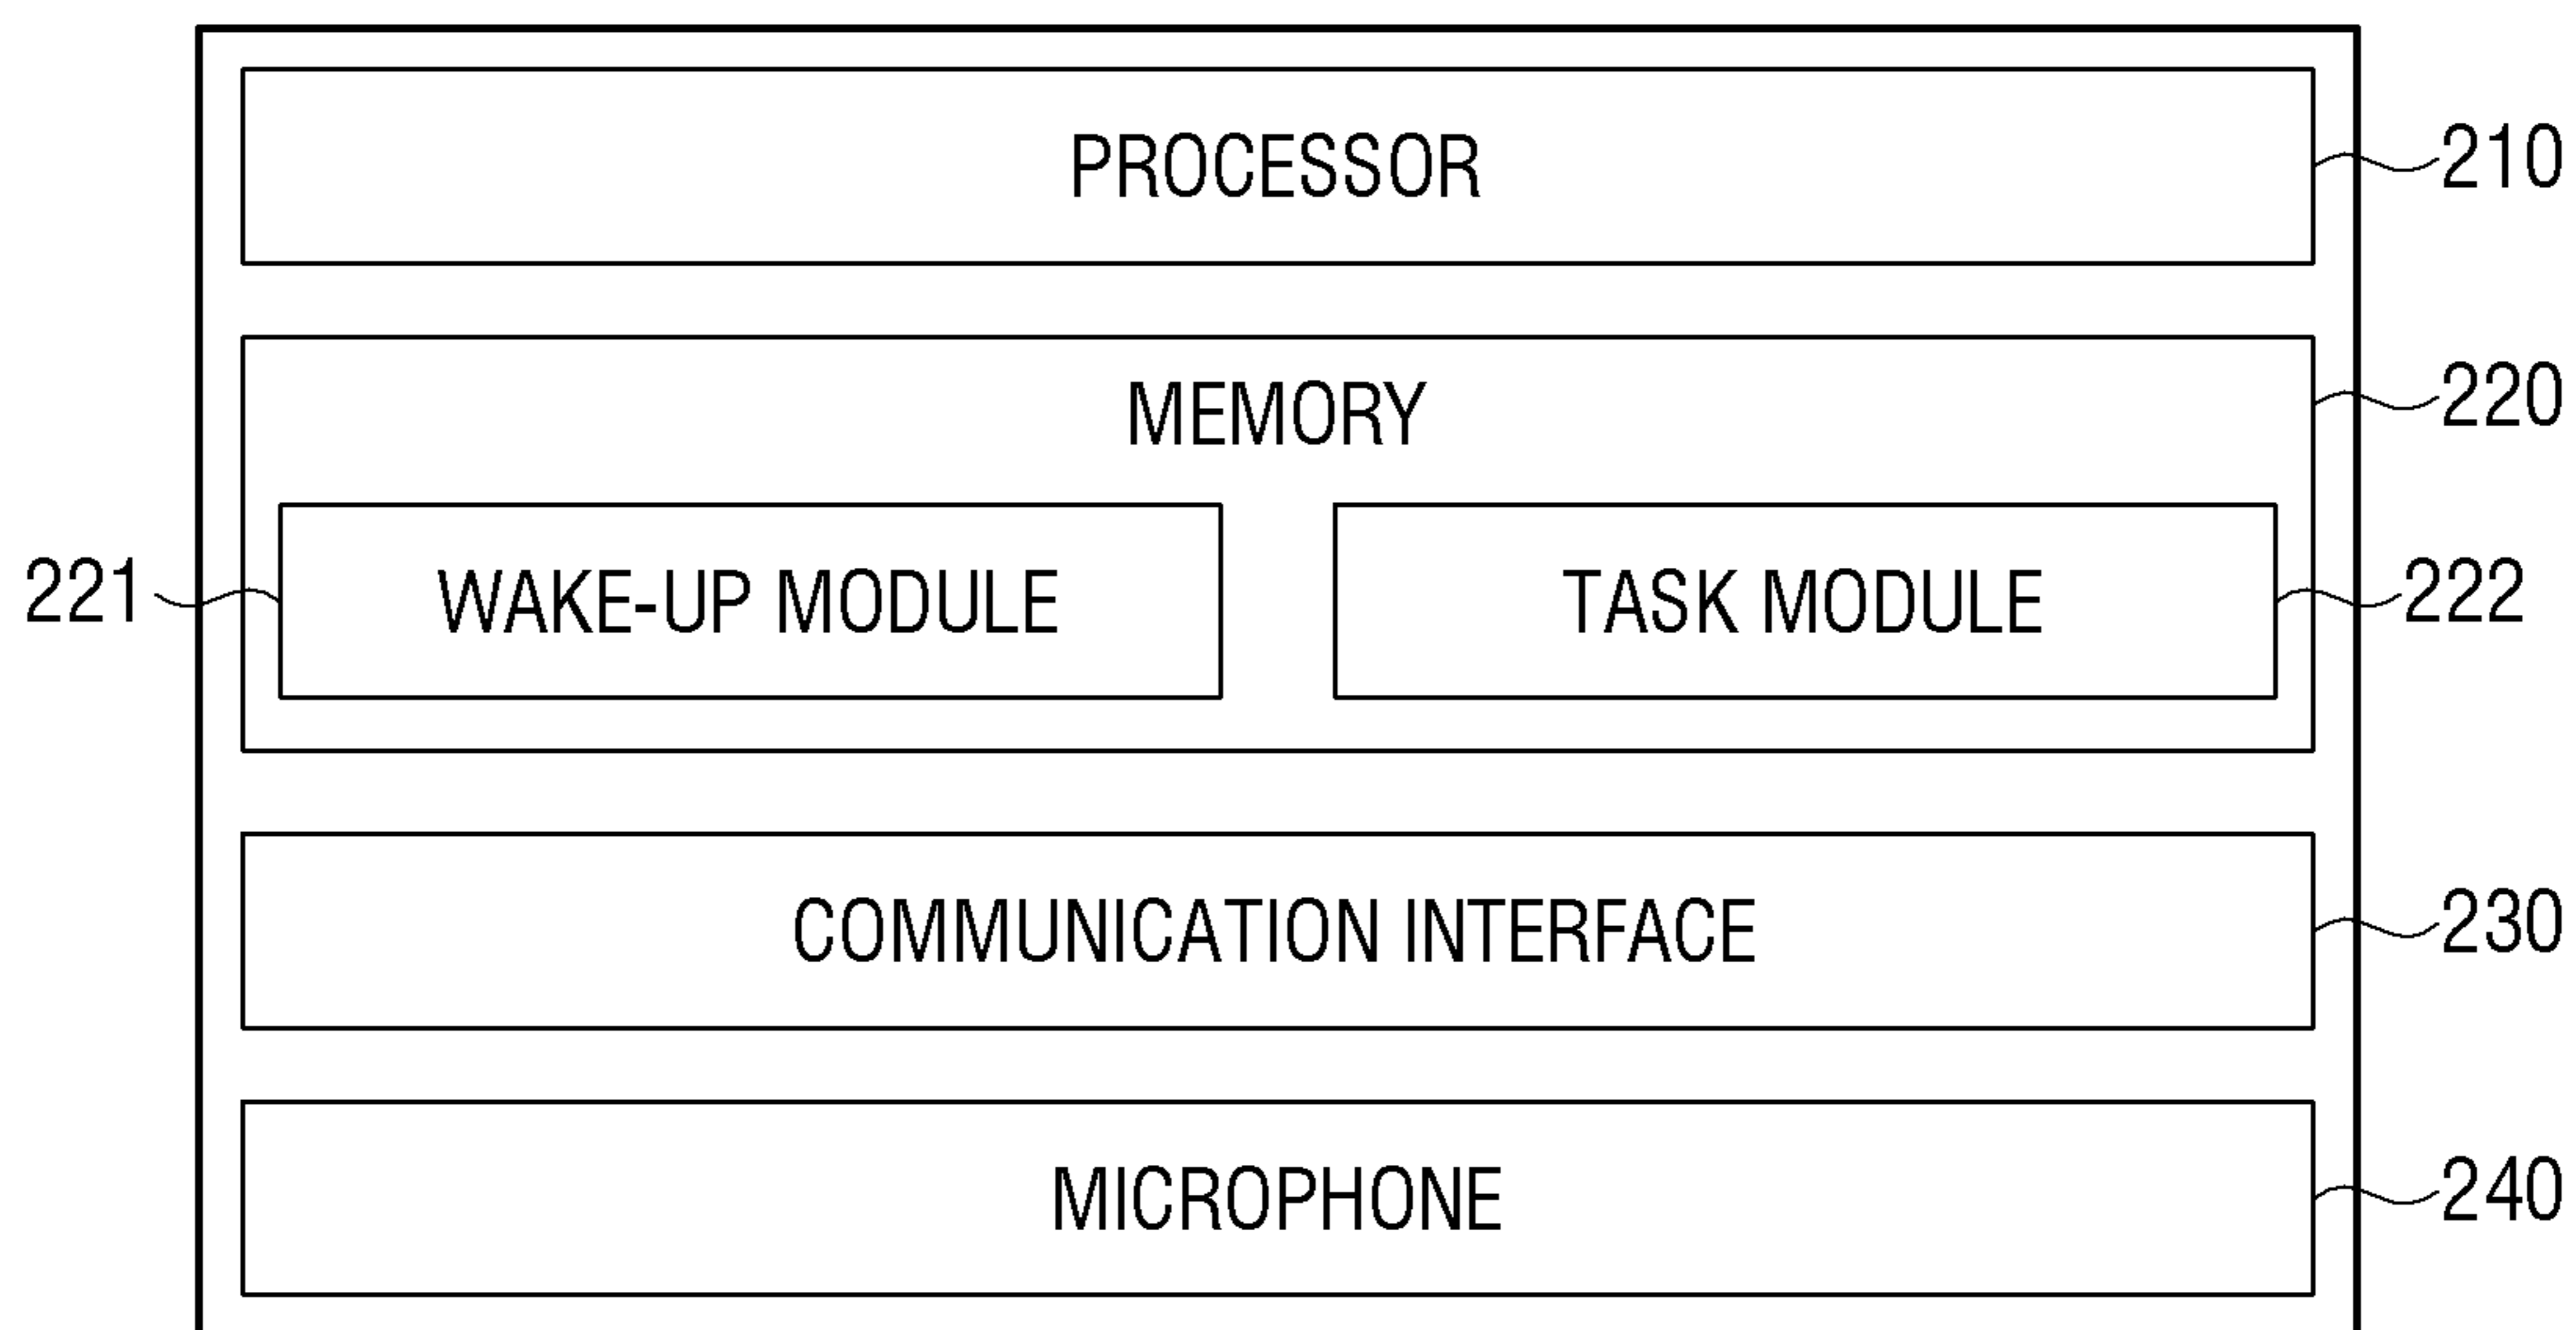 PROCESSOR 210
MEMORY 220
221 WAKE-UP MODULE TASK MODULE 222
COMMUNICATION INTERFACE 230
MICROPHONE 240